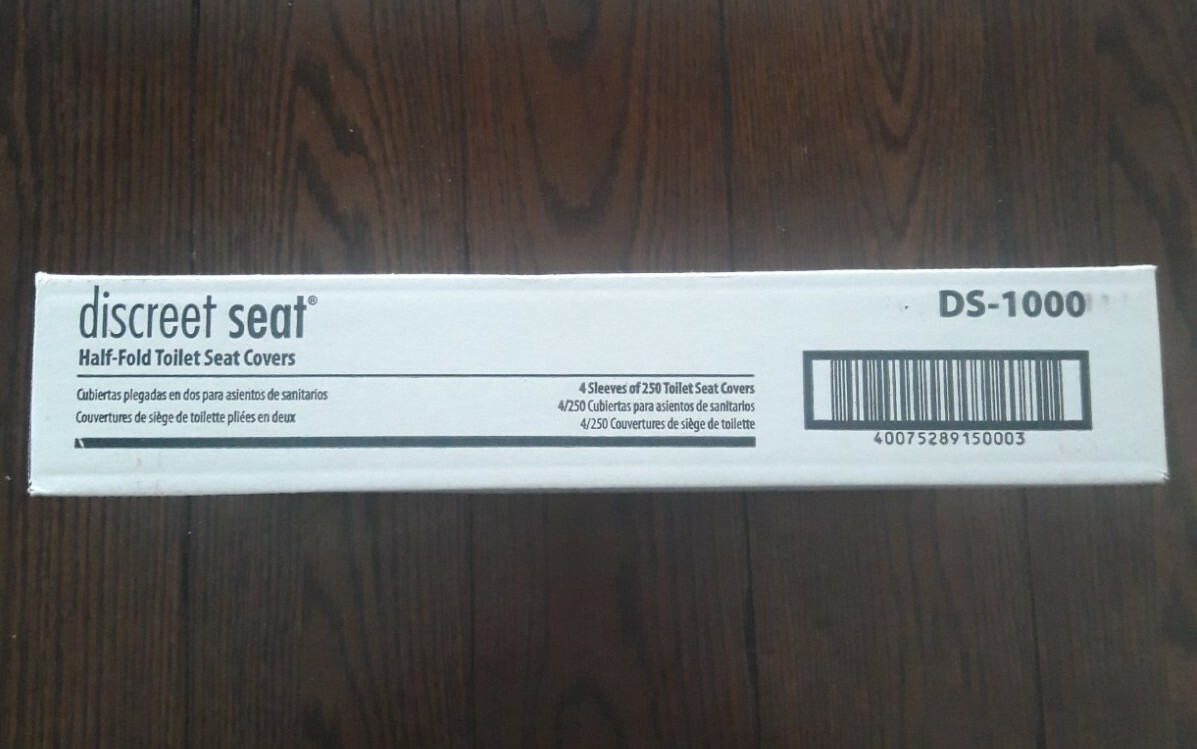 discreet seat®
DS-1000
Half-Fold Toilet Seat Covers
Cubiertas plegadas en dos para asientos de sanitarios
Couvertures de siège de toilette pliées en deux
4 Sleeves of 250 Toilet Seat Covers
4/250 Cubiertas para asientos de sanitarios
4/250 Couvertures de siège de toilette
40075289150003